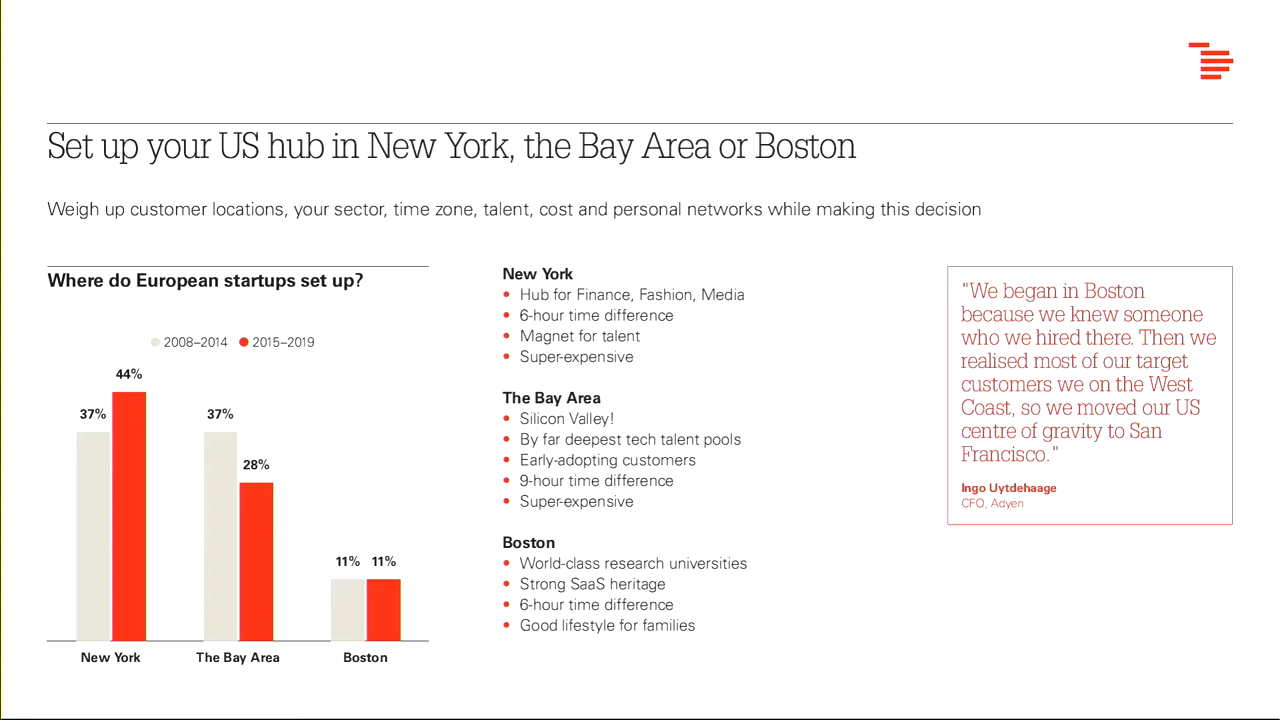 Set up your US hub in New York, the Bay Area or Boston
Weigh up customer locations, your sector, time zone, talent, cost and personal networks while making this decision
Where do European startups set up?
2008–2014 2015–2019
37% 44%
37% 28%
11% 11%
New York The Bay Area Boston
New York
• Hub for Finance, Fashion, Media
• 6-hour time difference
• Magnet for talent
• Super-expensive
The Bay Area
• Silicon Valley!
• By far deepest tech talent pools
• Early-adopting customers
• 9-hour time difference
• Super-expensive
Boston
• World-class research universities
• Strong SaaS heritage
• 6-hour time difference
• Good lifestyle for families
"We began in Boston
because we knew someone
who we hired there. Then we
realised most of our target
customers we on the West
Coast, so we moved our US
centre of gravity to San
Francisco."
Ingo Uytdehaage
CFO, Adyen